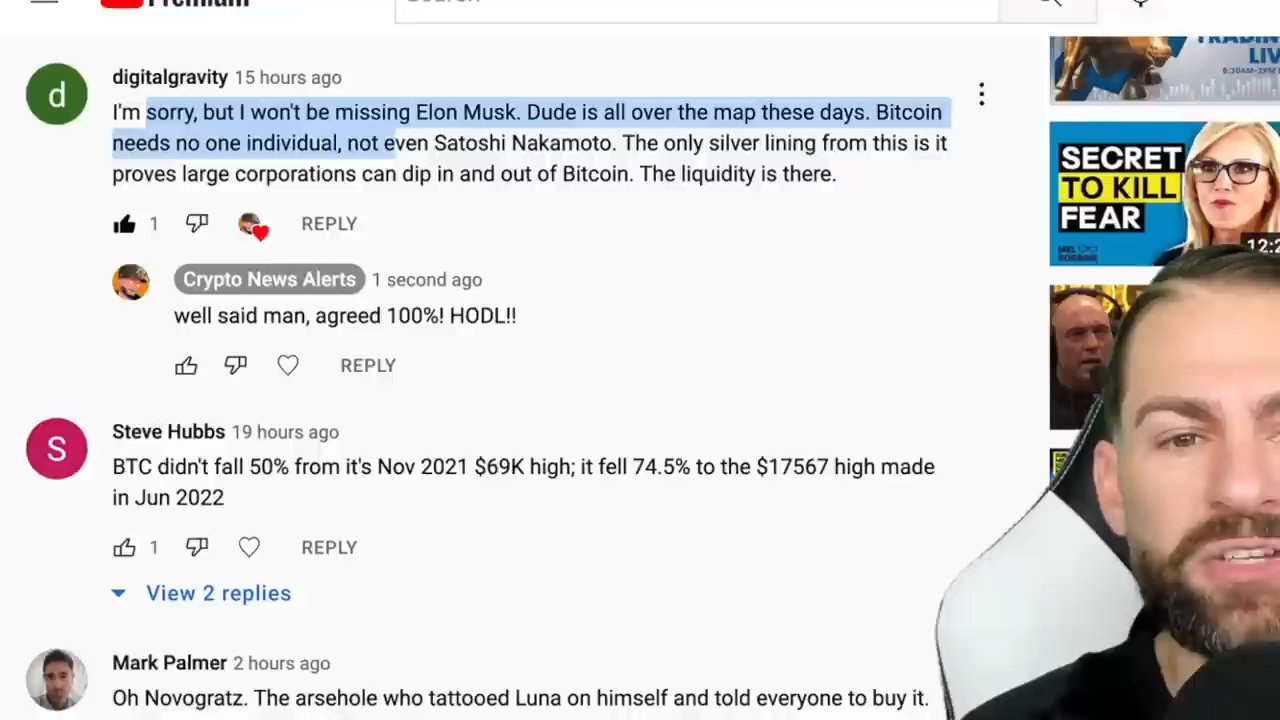 Premium
Search
d
digitalgravity 15 hours ago
I'm sorry, but I won't be missing Elon Musk. Dude is all over the map these days. Bitcoin
needs no one individual, not even Satoshi Nakamoto. The only silver lining from this is it
proves large corporations can dip in and out of Bitcoin. The liquidity is there.
1
REPLY
Crypto News Alerts 1 second ago
well said man, agreed 100%! HODL!!
REPLY
S
Steve Hubbs 19 hours ago
BTC didn't fall 50% from it's Nov 2021 $69K high; it fell 74.5% to the $17567 high made
in Jun 2022
1
REPLY
View 2 replies
Mark Palmer 2 hours ago
Oh Novogratz. The arsehole who tattooed Luna on himself and told everyone to buy it.
LIV
SECRET
TO KILL
FEAR
12:2